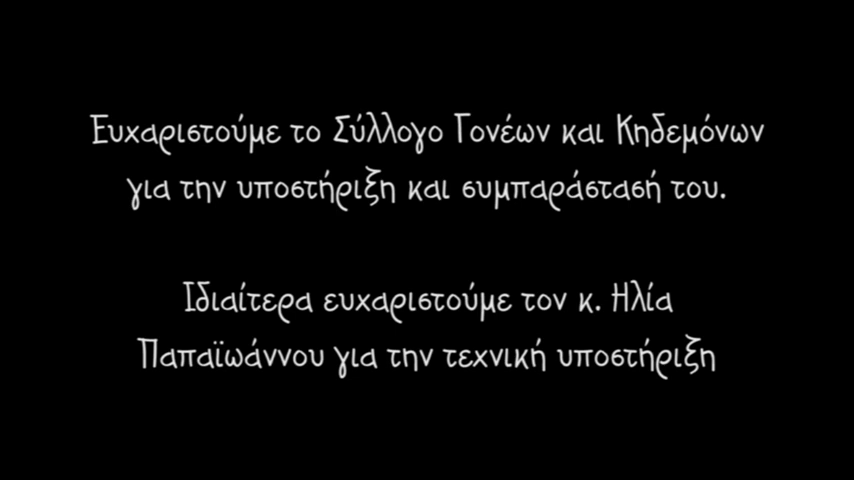 Ευχαριστούμε το Σύλλογο Γονέων και Κηδεμόνων
για την υποστήριξη και συμπαράστασή του.
Ιδιαίτερα ευχαριστούμε τον κ. Ηλία
Παπαϊωάννου για την τεχνική υποστήριξη